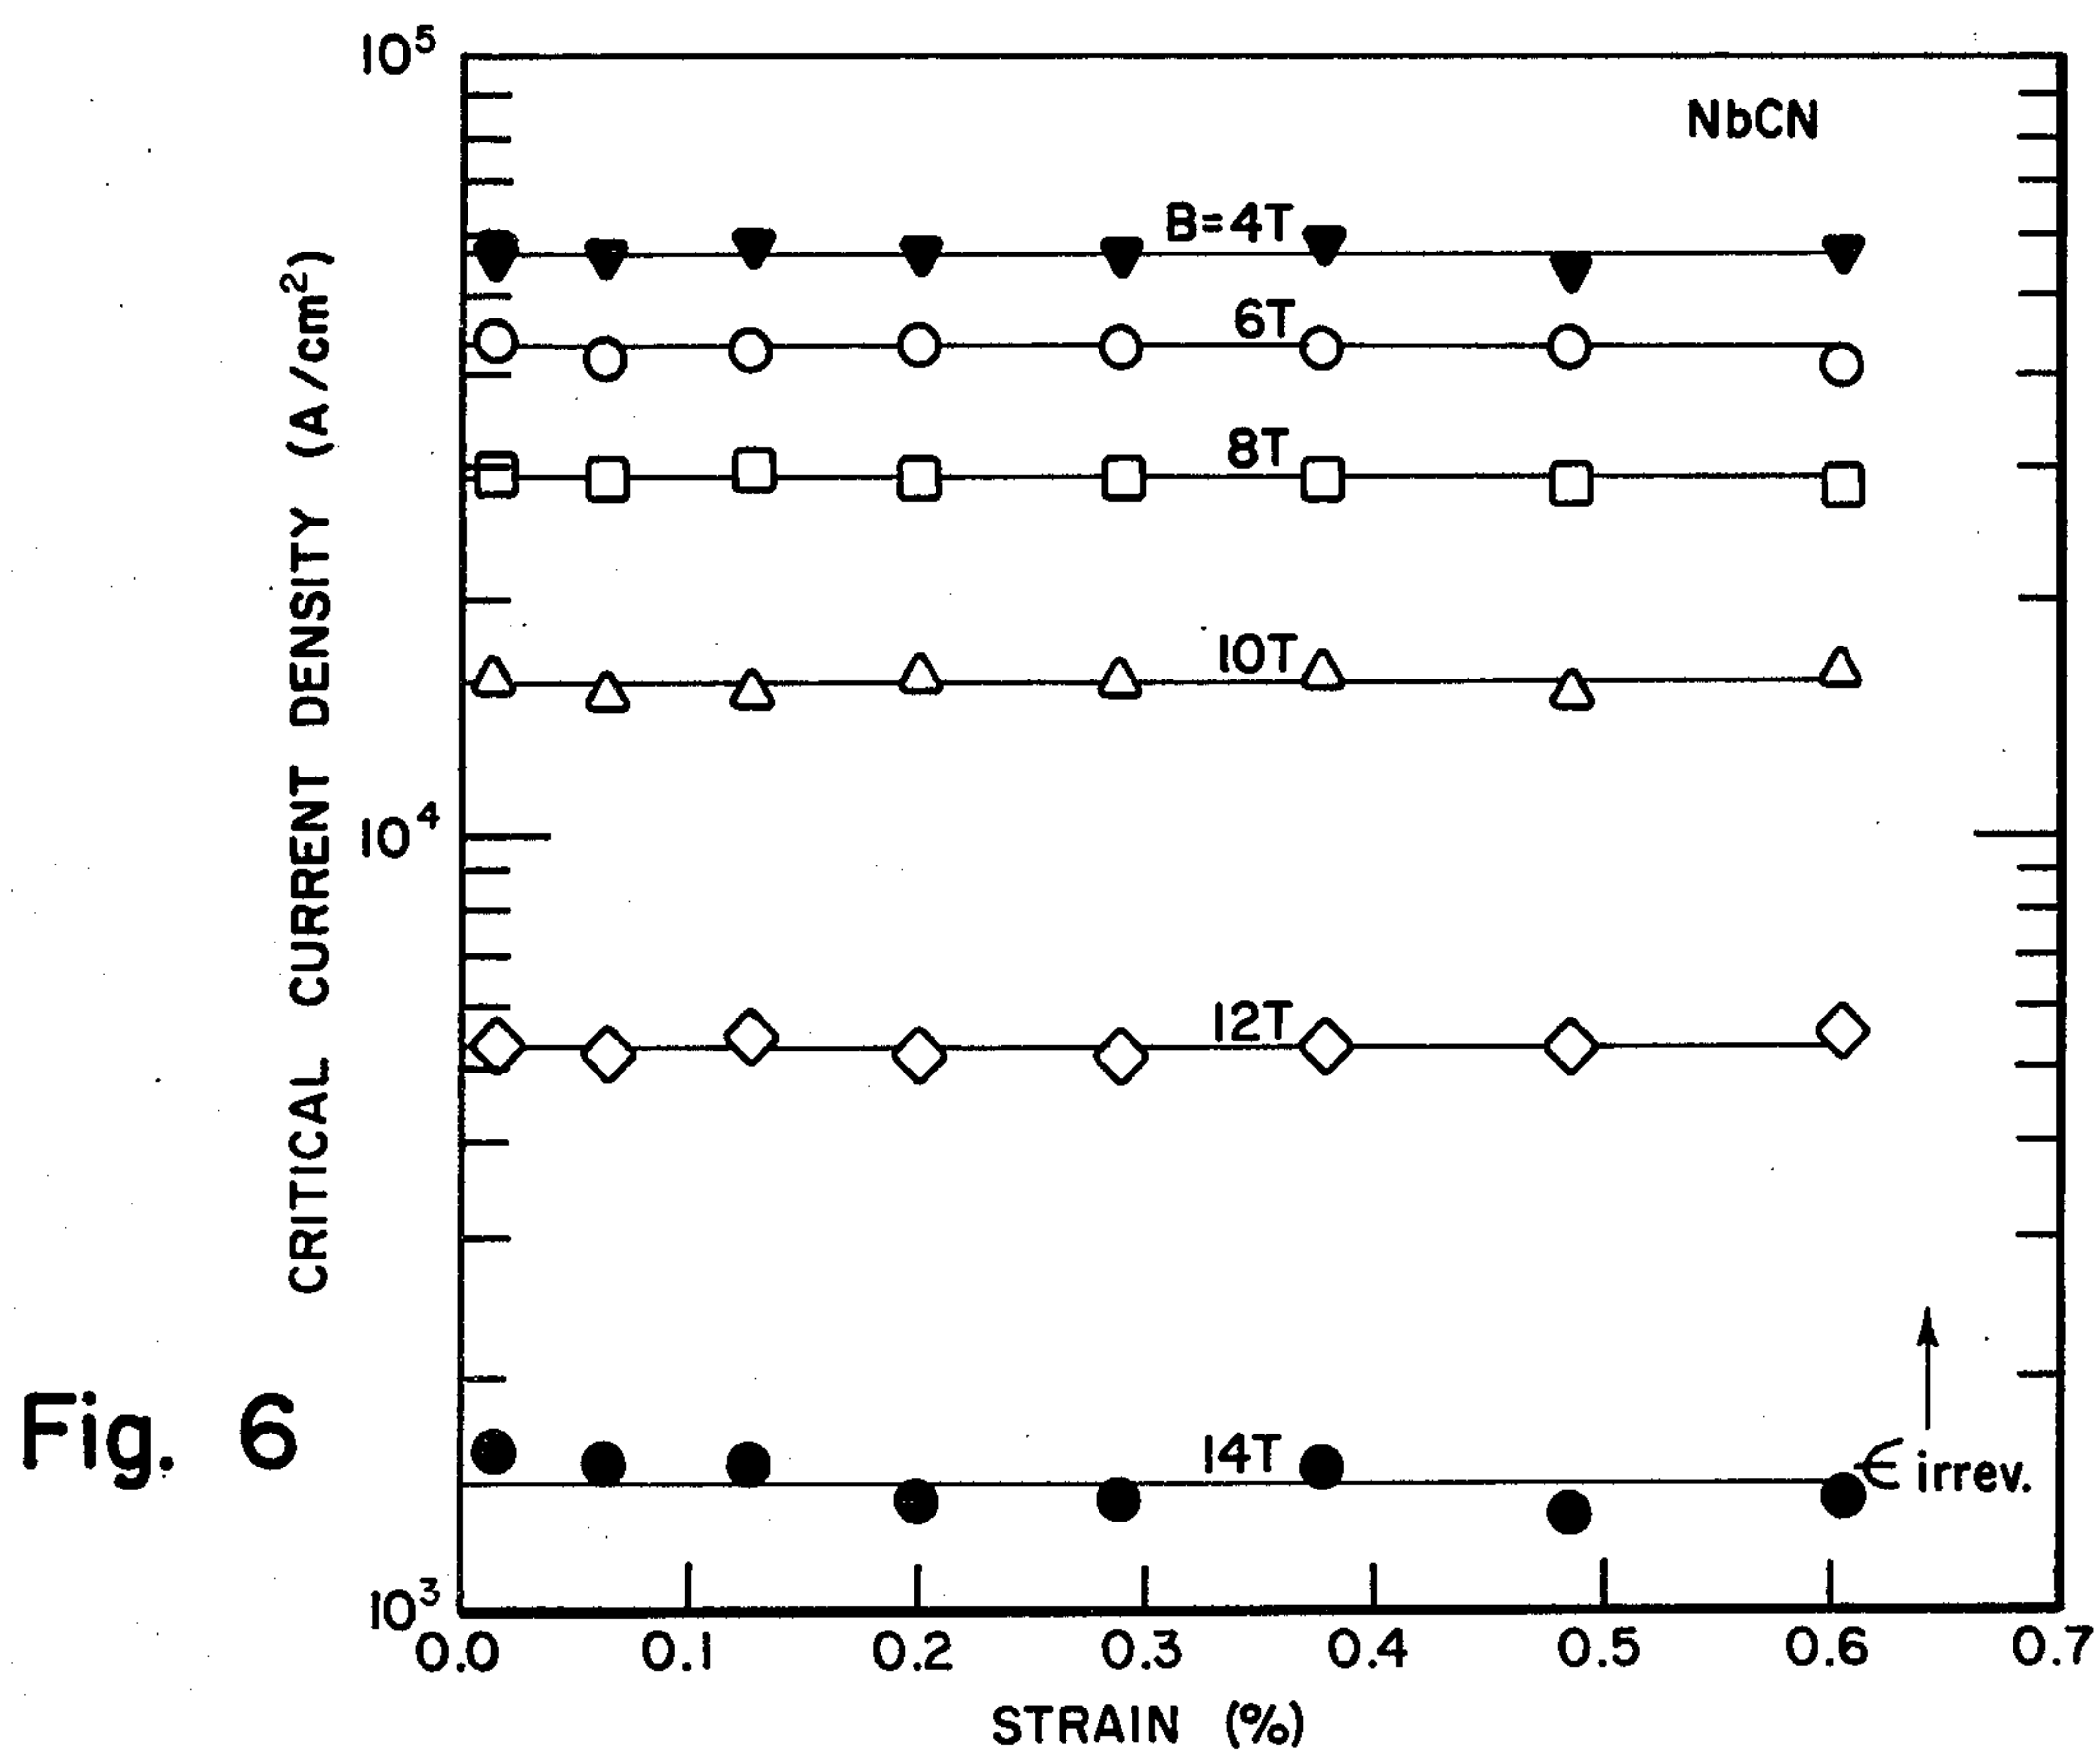 10⁵
NbCN
B=4T
6T
8T
10T
10⁴
12T
14T
ϵ irrev.
10³
0.0 0.1 0.2 0.3 0.4 0.5 0.6 0.7
STRAIN (%)
CRITICAL CURRENT DENSITY (A/cm²)
Fig. 6